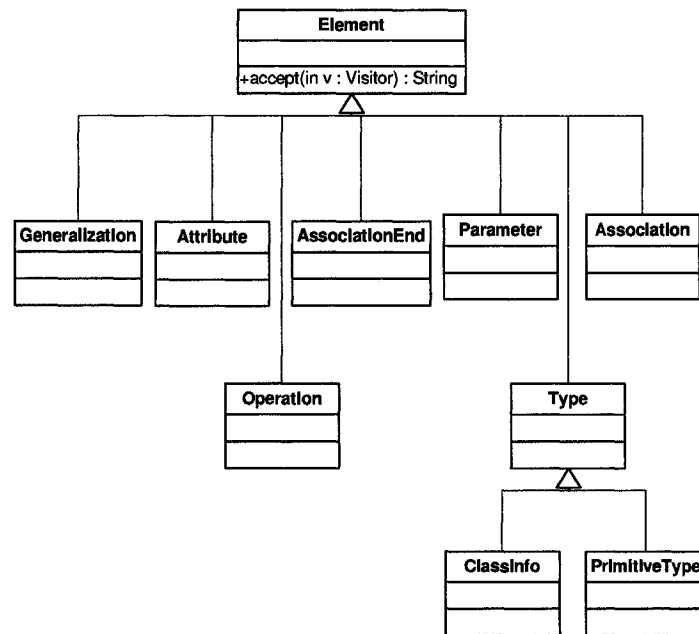 Element
+accept(in v : Visitor) : String
Generalization
Attribute
AssociationEnd
Parameter
Association
Operation
Type
ClassInfo
PrimitiveType